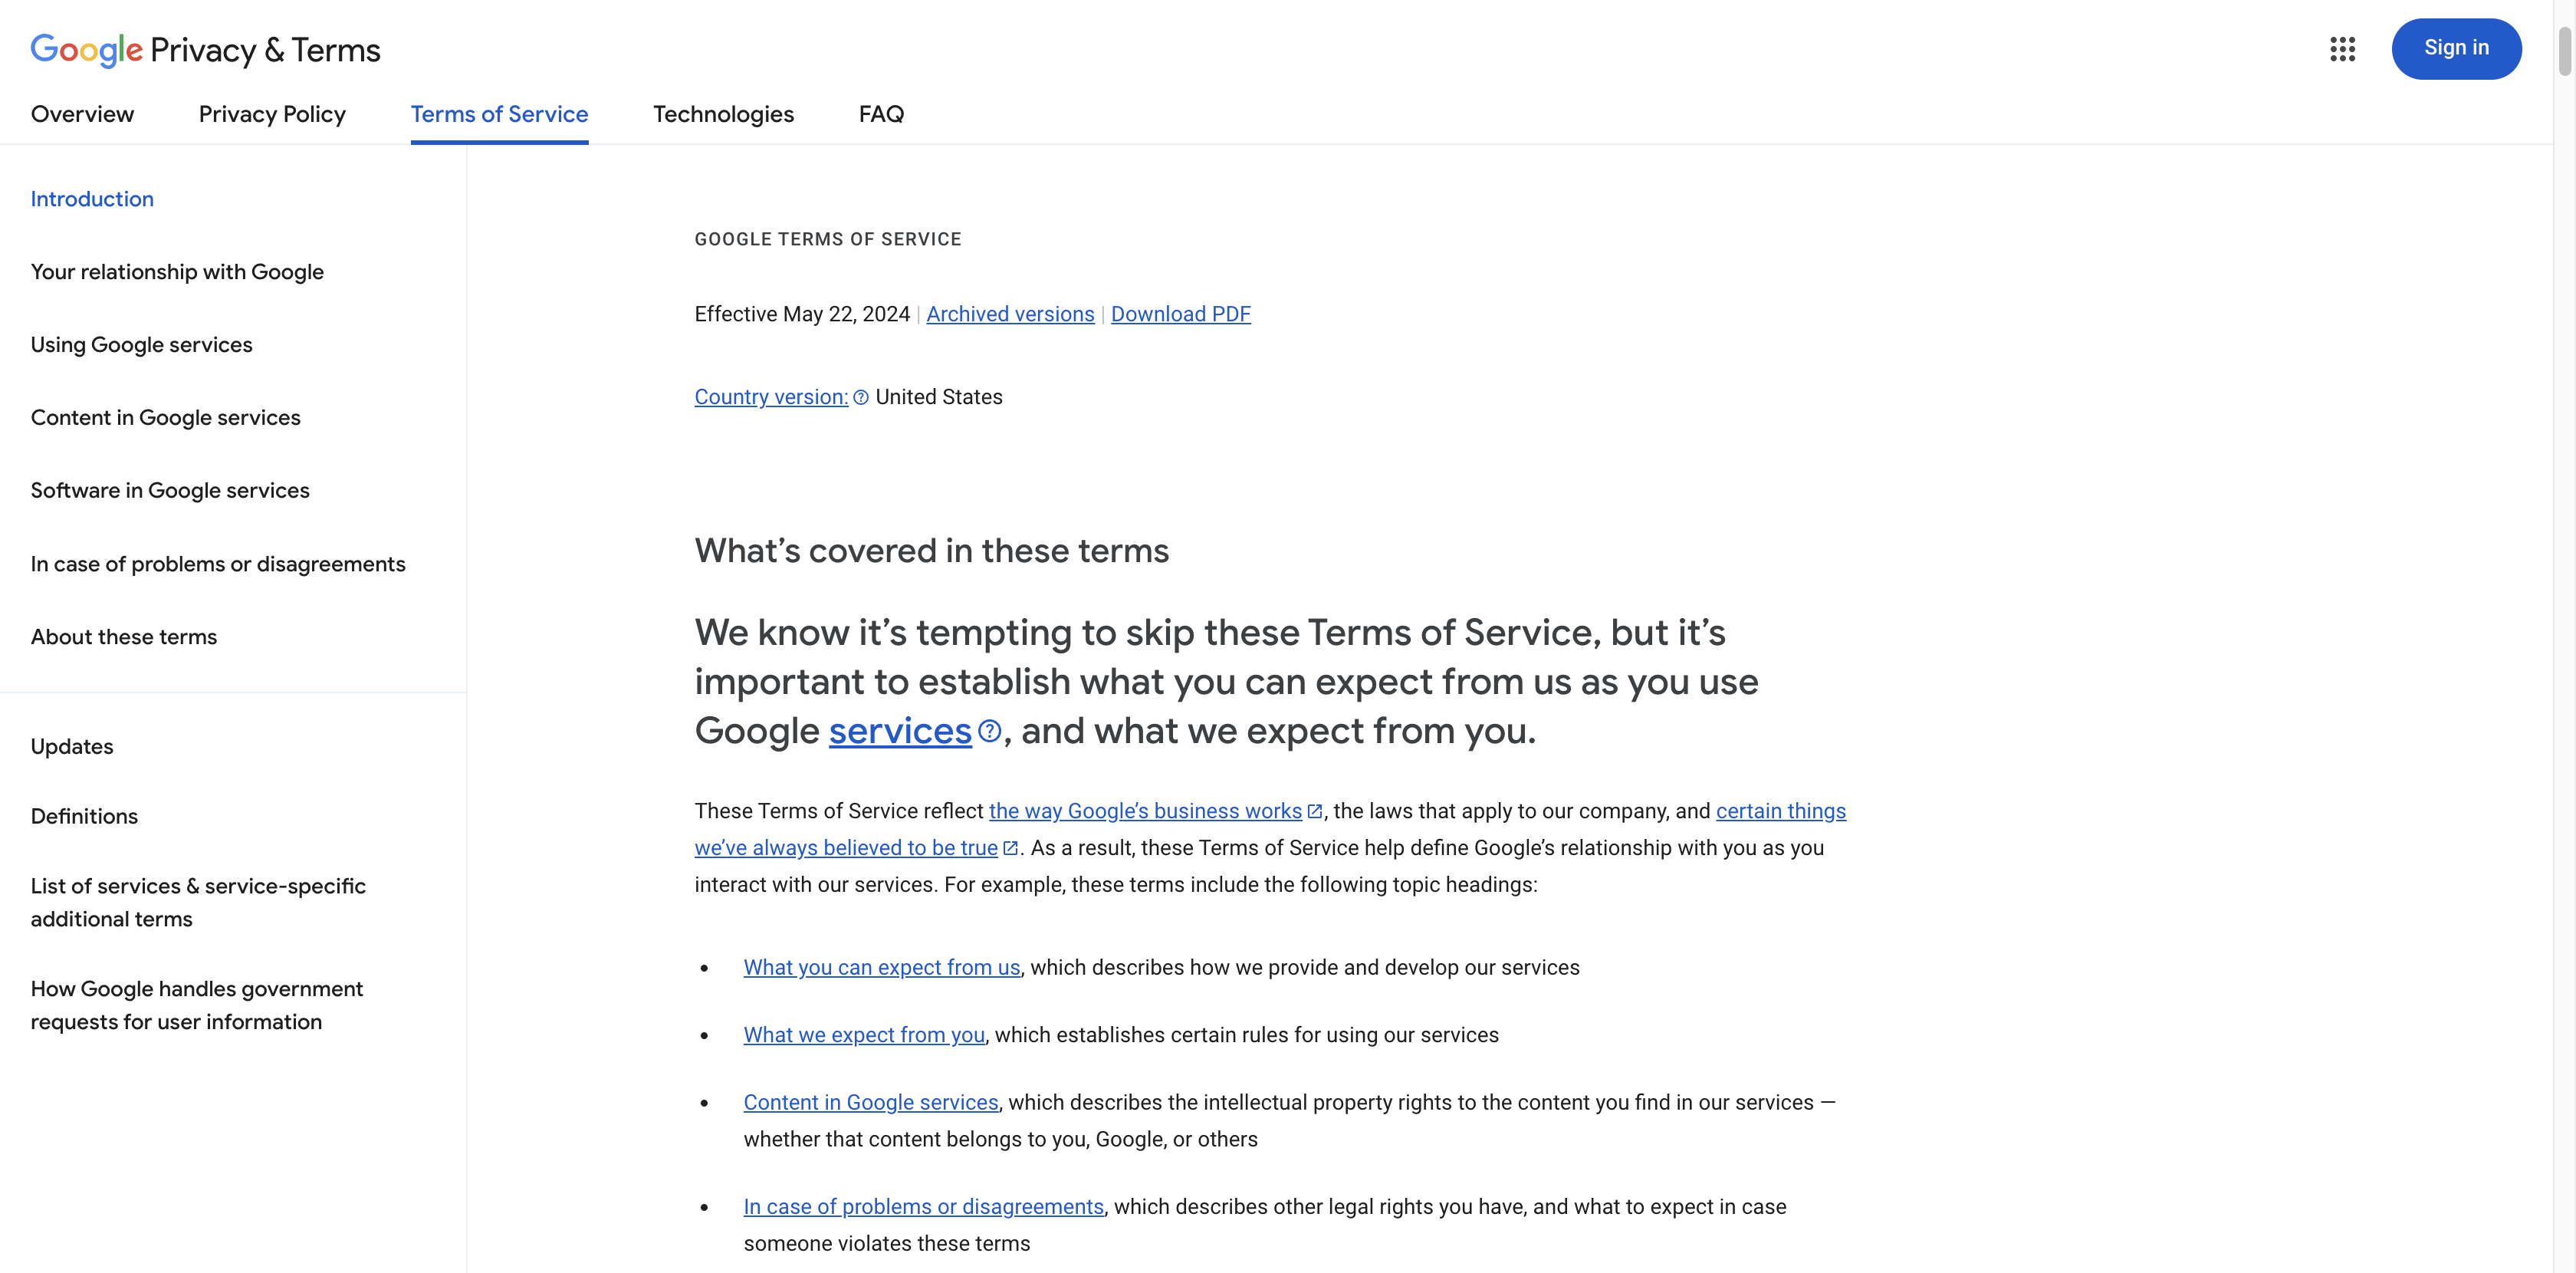 Google Privacy & Terms
Sign in
Overview
Privacy Policy
Terms of Service
Technologies
FAQ
Introduction
Your relationship with Google
Using Google services
Content in Google services
Software in Google services
In case of problems or disagreements
About these terms
Updates
Definitions
List of services & service-specific
additional terms
How Google handles government
requests for user information
GOOGLE TERMS OF SERVICE
Effective May 22, 2024 | Archived versions | Download PDF
Country version: United States
What’s covered in these terms
We know it’s tempting to skip these Terms of Service, but it’s
important to establish what you can expect from us as you use
Google services, and what we expect from you.
These Terms of Service reflect the way Google’s business works, the laws that apply to our company, and certain things
we’ve always believed to be true. As a result, these Terms of Service help define Google’s relationship with you as you
interact with our services. For example, these terms include the following topic headings:
• What you can expect from us, which describes how we provide and develop our services
• What we expect from you, which establishes certain rules for using our services
• Content in Google services, which describes the intellectual property rights to the content you find in our services —
whether that content belongs to you, Google, or others
• In case of problems or disagreements, which describes other legal rights you have, and what to expect in case
someone violates these terms